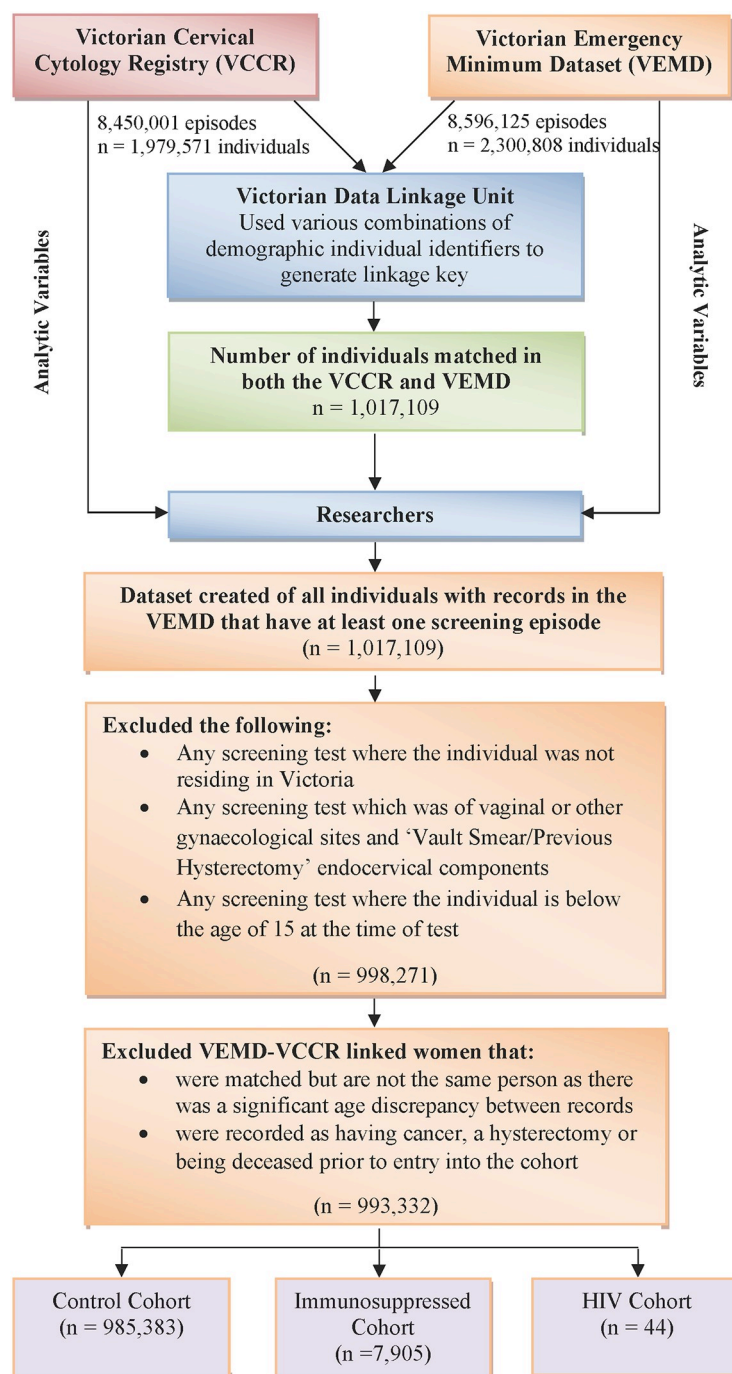 Victorian Cervical
Cytology Registry (VCCR)
Victorian Emergency
Minimum Dataset (VEMD)
8,450,001 episodes
n = 1,979,571 individuals
8,596,125 episodes
n = 2,300,808 individuals
Analytic Variables
Analytic Variables
Victorian Data Linkage Unit
Used various combinations of
demographic individual identifiers to
generate linkage key
Number of individuals matched in
both the VCCR and VEMD
n = 1,017,109
Researchers
Dataset created of all individuals with records in the
VEMD that have at least one screening episode
(n = 1,017,109)
Excluded the following:
• Any screening test where the individual was not
residing in Victoria
• Any screening test which was of vaginal or other
gynaecological sites and ‘Vault Smear/Previous
Hysterectomy’ endocervical components
• Any screening test where the individual is below
the age of 15 at the time of test
(n = 998,271)
Excluded VEMD-VCCR linked women that:
• were matched but are not the same person as there
was a significant age discrepancy between records
• were recorded as having cancer, a hysterectomy or
being deceased prior to entry into the cohort
(n = 993,332)
Control Cohort
(n = 985,383)
Immunosuppressed
Cohort
(n =7,905)
HIV Cohort
(n = 44)